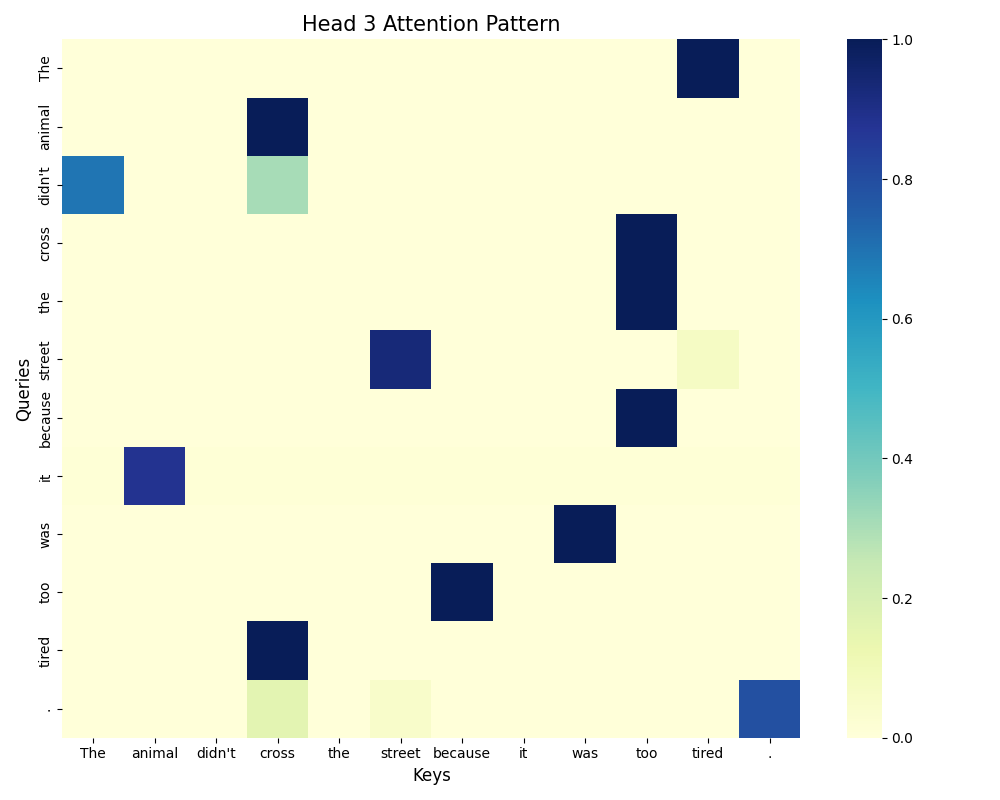 Head 3 Attention Pattern
Queries
The
animal
didn't
cross
the
street
because
it
was
too
tired
.
The animal didn't cross the street because it was too tired .
Keys
1.0
0.8
0.6
0.4
0.2
0.0